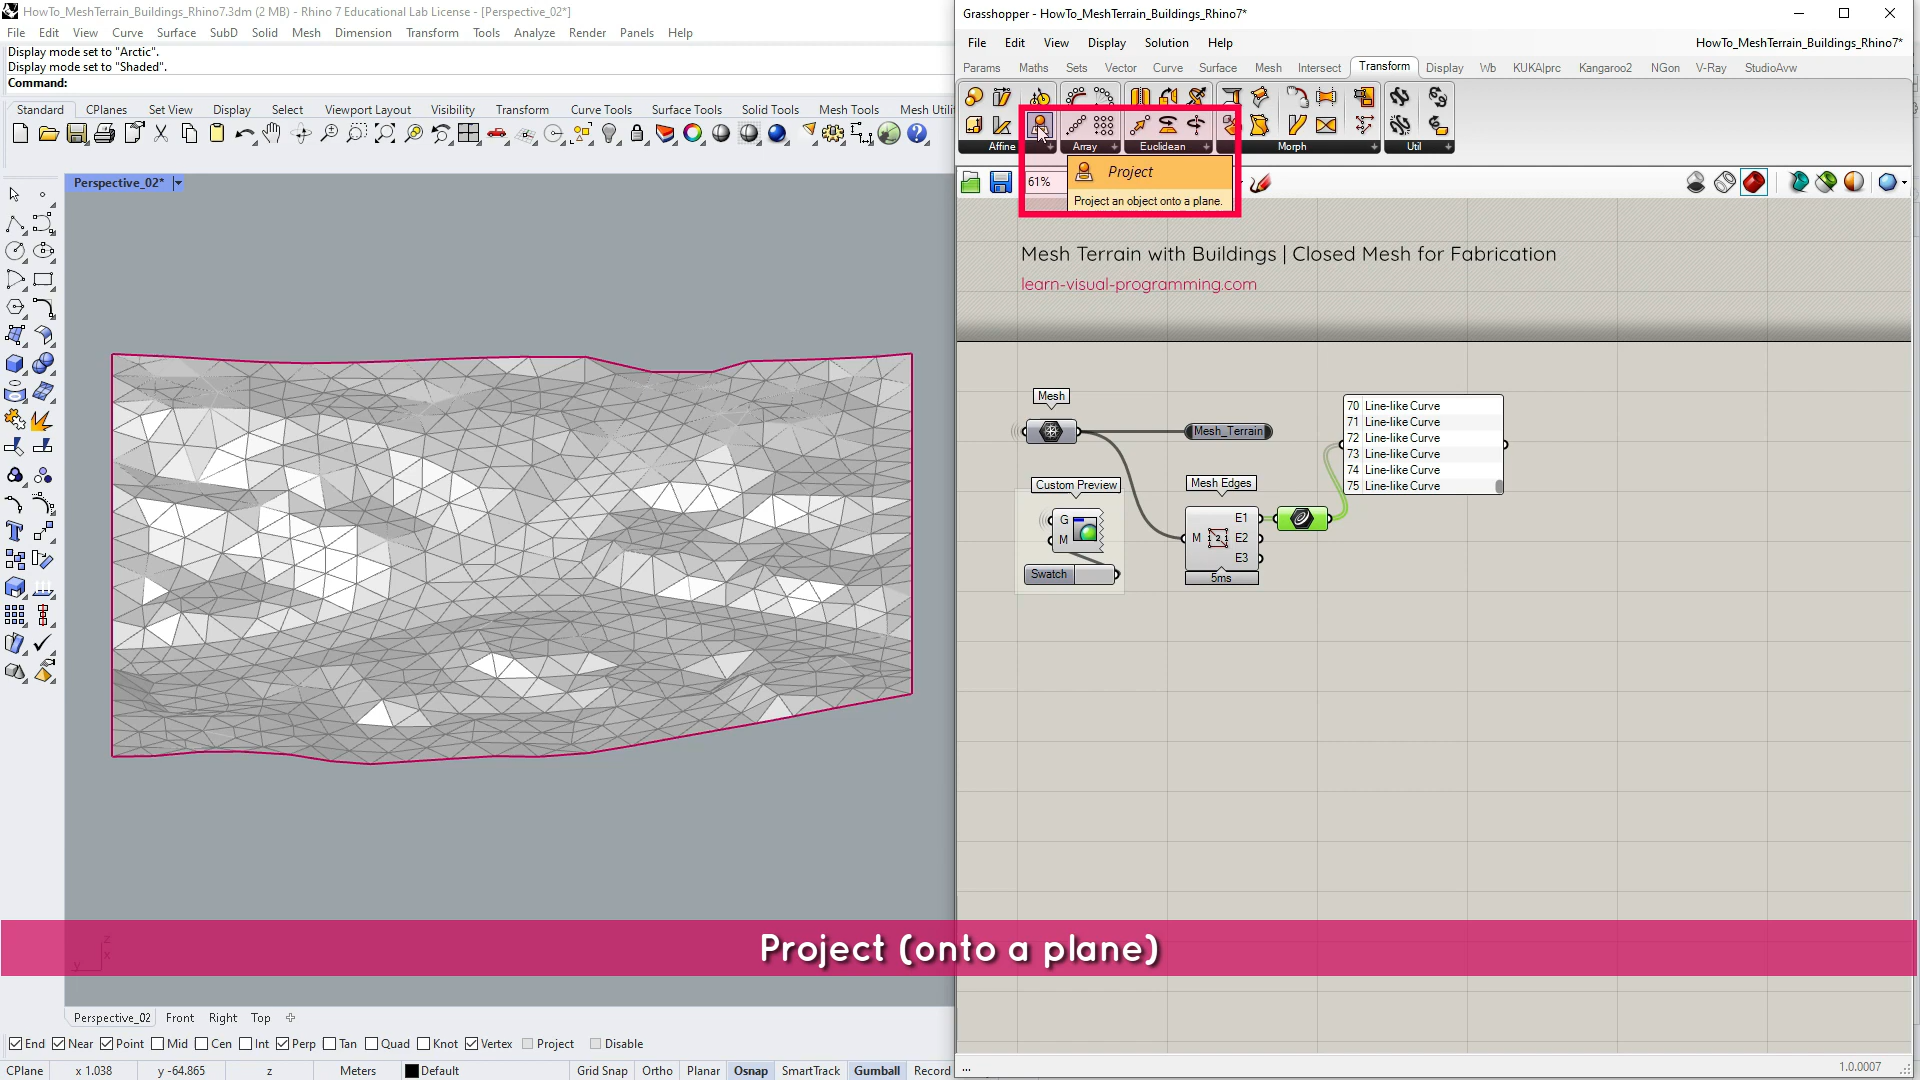 HowTo_MeshTerrain_Buildings_Rhino7.3dm (2 MB) - Rhino 7 Educational Lab License - [Perspective_02*]
File Edit View Curve Surface SubD Solid Mesh Dimension Transform Tools Analyze Render Panels Help
Display mode set to "Arctic".
Display mode set to "Shaded".
Command:
Standard CPlanes Set View Display Select Viewport Layout Visibility Transform Curve Tools Surface Tools Solid Tools Mesh Tools Mesh Utili
Perspective_02*
Grasshopper - HowTo_MeshTerrain_Buildings_Rhino7*
File Edit View Display Solution Help
HowTo_MeshTerrain_Buildings_Rhino7*
Params Maths Sets Vector Curve Surface Mesh Intersect Transform Display Wb KUKA|prc Kangaroo2 NGon V-Ray StudioAvw
Affine Array Euclidean Morph Util
61%
Project
Project an object onto a plane.
Mesh Terrain with Buildings | Closed Mesh for Fabrication
learn-visual-programming.com
Mesh
Mesh_Terrain
Custom Preview
G
M
Swatch
Mesh Edges
M
E1
E2
E3
5ms
70 Line-like Curve
71 Line-like Curve
72 Line-like Curve
73 Line-like Curve
74 Line-like Curve
75 Line-like Curve
Project (onto a plane)
z
x
y
Perspective_02 Front Right Top
End Near Point Mid Cen Int Perp Tan Quad Knot Vertex Project Disable
CPlane x 1.038 y -64.865 z Meters Default Grid Snap Ortho Planar Osnap SmartTrack Gumball Record
...
1.0.0007